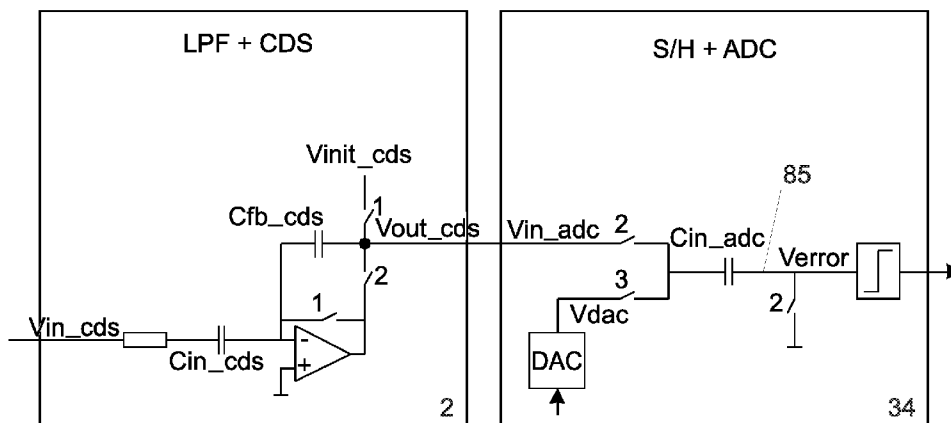 LPF + CDS
S/H + ADC
Vinit_cds
1
Cfb_cds
Vout_cds
2
1
Vin_cds
Cin_cds
-
+
2
Vin_adc
2
Cin_adc
85
Verror
3
Vdac
2
DAC
34